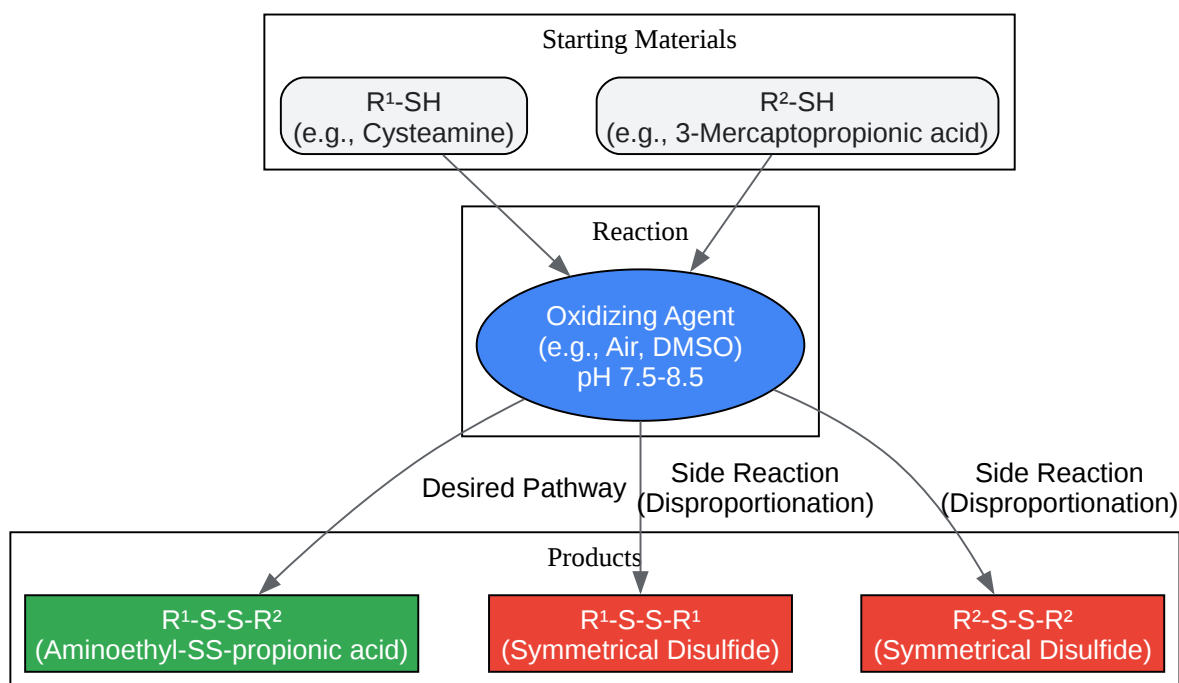 Starting Materials
R¹-SH
(e.g., Cysteamine)
R²-SH
(e.g., 3-Mercaptopropionic acid)
Reaction
Oxidizing Agent
(e.g., Air, DMSO)
pH 7.5-8.5
Desired Pathway
Side Reaction
(Disproportionation)
Side Reaction
(Disproportionation)
Products
R¹-S-S-R²
(Aminoethyl-SS-propionic acid)
R¹-S-S-R¹
(Symmetrical Disulfide)
R²-S-S-R²
(Symmetrical Disulfide)